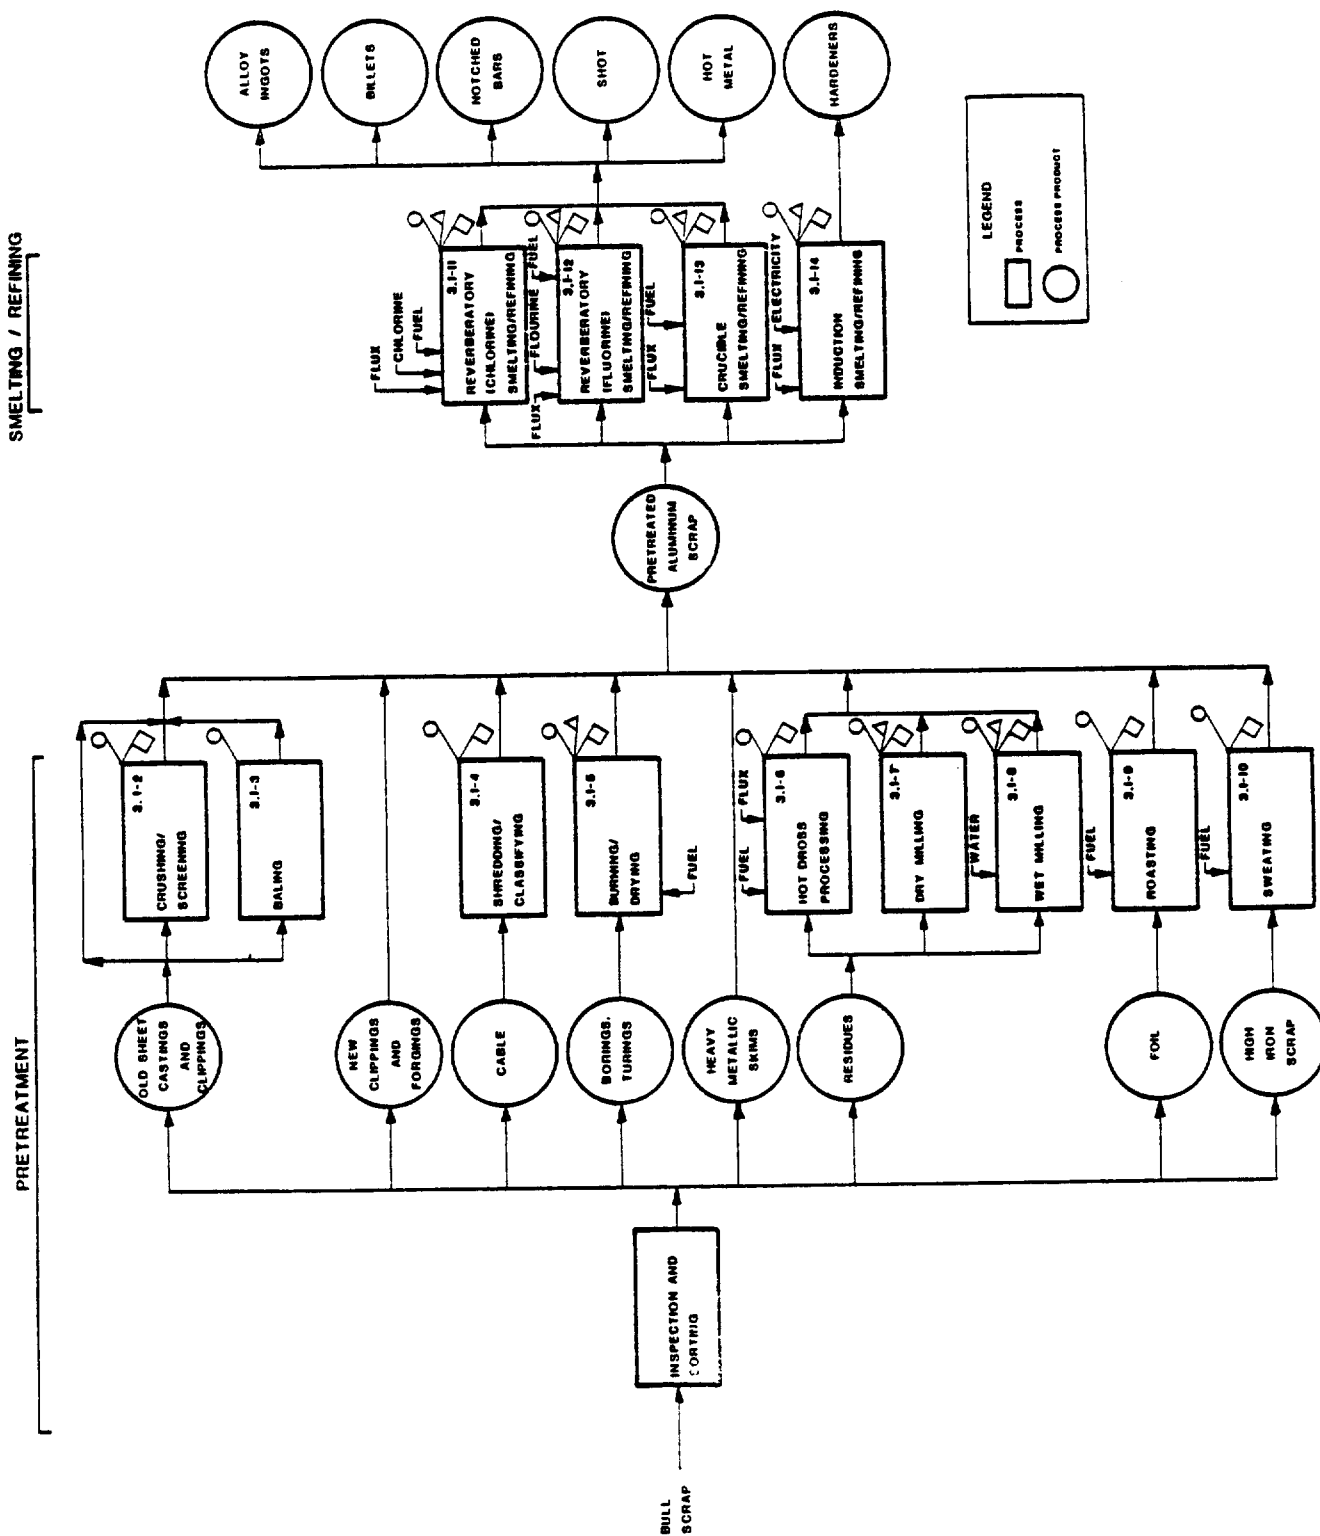 PRETREATMENT
SMELTING / REFINING
BULL
SCRAP
INSPECTION AND
SORTING
OLD SHEET
CASTINGS
AND
CLIPPINGS
NEW
CLIPPINGS
AND
FORGINGS
CABLE
BORINGS,
TURINGS
HEAVY
METALLIC
SKIMS
RESIDUES
FOIL
HIGH
IRON
SCRAP
3.1-2
CRUSHING/
SCREENING
3.1-3
BALING
3.1-4
SHREDDING/
CLASSIFYING
3.1-5
BURNING/
DRYING
FUEL
FUEL
FLUX
3.1-6
HOT DROSS
PROCESSING
3.1-7
DRY MILLING
WATER
3.1-8
WET MILLING
FUEL
3.1-9
ROASTING
FUEL
3.1-10
SWEATING
PRETREATED
ALUMINUM
SCRAP
FLUX
CHLORINE
FUEL
3.1-11
REVERBERATORY
(CHLORINE)
SMELTING/REFINING
FLUX
FLOURINE
FUEL
3.1-12
REVERBERATORY
(FLUORINE)
SMELTING/REFINING
FLUX
FUEL
3.1-13
CRUCIBLE
SMELTING/REFINING
FLUX
ELECTRICITY
3.1-14
INDUCTION
SMELTING/REFINING
ALLOY
INGOTS
BILLETS
NOTCHED
BARS
SHOT
HOT
METAL
HARDENERS
LEGEND
PROCESS
PROCESS PRODUCT